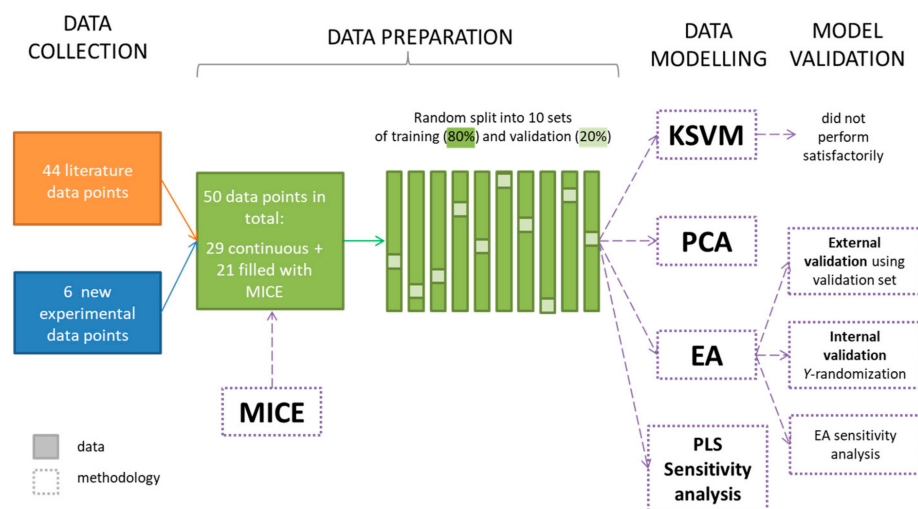 DATA
COLLECTION
DATA PREPARATION
DATA
MODELLING
MODEL
VALIDATION
44 literature
data points
6 new
experimental
data points
50 data points in
total:
29 continuous +
21 filled with
MICE
MICE
Random split into 10 sets
of training (80%) and validation (20%)
KSVM
did not
perform
satisfactorily
PCA
EA
External
validation using
validation set
Internal
validation
Y-randomization
EA sensitivity
analysis
PLS
Sensitivity
analysis
data
methodology